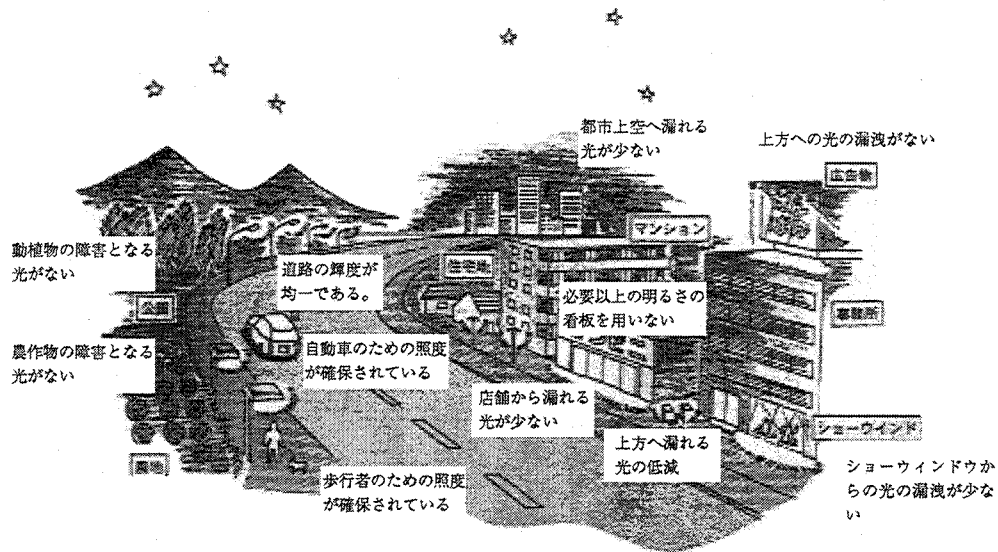 都市上空へ漏れる
光が少ない
上方への光の漏洩がない
広告物
マンション
動植物の障害となる
光がない
道路の輝度が
均一である。
住宅地
必要以上の明るさの
看板を用いない
公園
事務所
農作物の障害となる
光がない
自動車のための照度
が確保されている
店舗から漏れる
光が少ない
ショーウインド
上方へ漏れる
光の低減
農地
歩行者のための照度
が確保されている
ショーウィンドウか
らの光の漏洩が少な
い